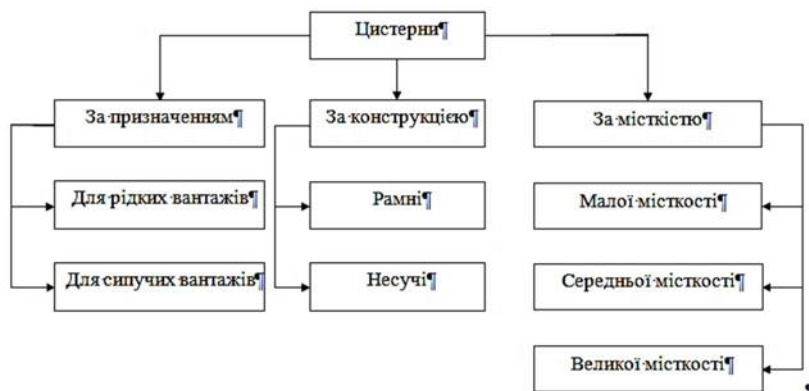 Цистерни¶
За·призначенням¶
За·конструкцією¶
За·місткістю¶
Для·рідких·вантажів¶
Рамні¶
Малої·місткості¶
Для·сипучих·вантажів¶
Несучі¶
Середньої·місткості¶
Великої·місткості¶